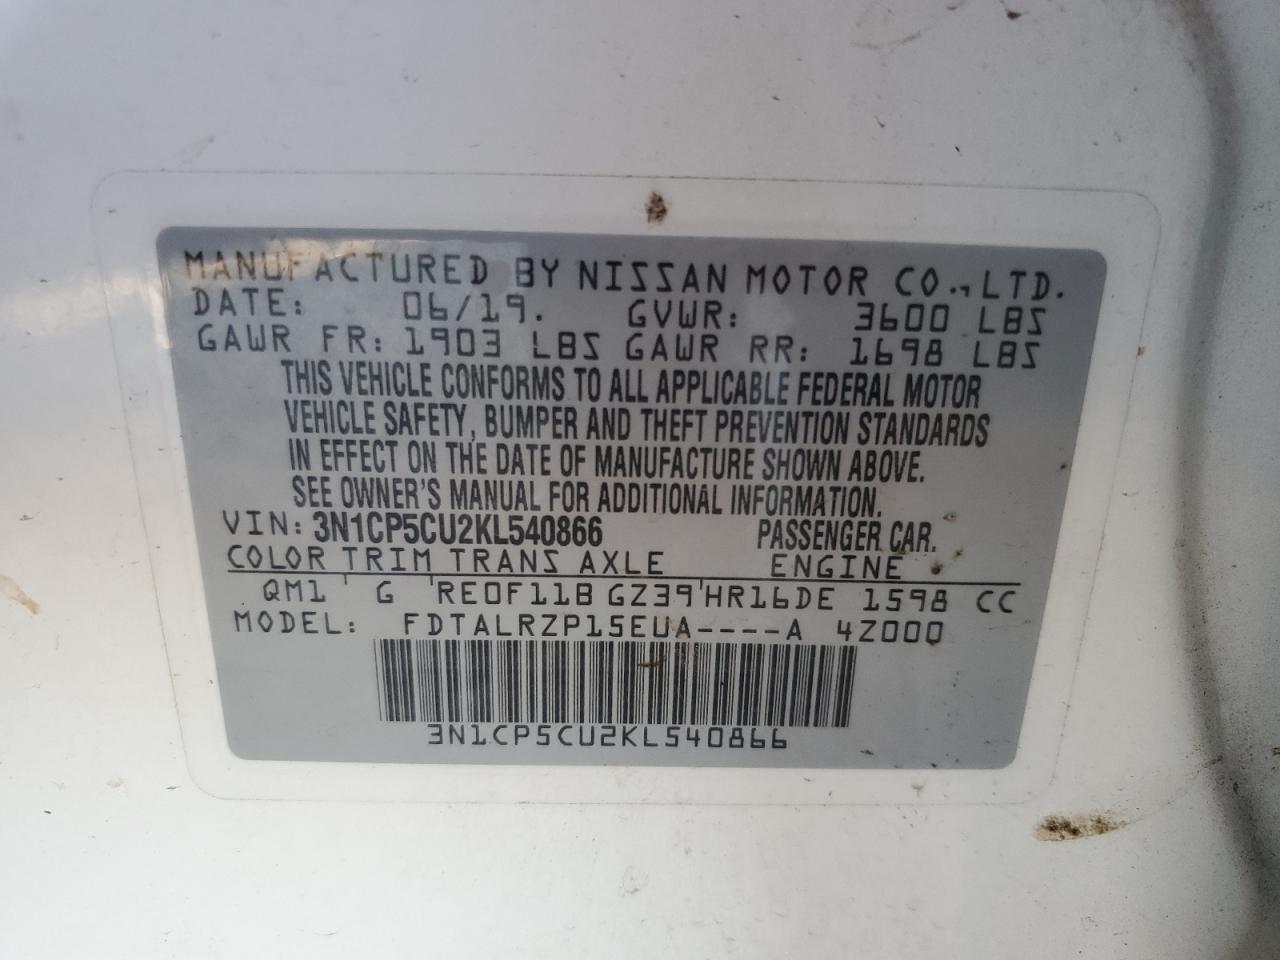 MANUFACTURED BY NISSAN MOTOR CO., LTD.
DATE: 06/19. GVWR: 3600 LBS
GAWR FR: 1903 LBS GAWR RR: 1698 LBS
THIS VEHICLE CONFORMS TO ALL APPLICABLE FEDERAL MOTOR
VEHICLE SAFETY, BUMPER AND THEFT PREVENTION STANDARDS
IN EFFECT ON THE DATE OF MANUFACTURE SHOWN ABOVE.
SEE OWNER'S MANUAL FOR ADDITIONAL INFORMATION.
VIN: 3N1CP5CU2KL540866 PASSENGER CAR.
COLOR TRIM TRANS AXLE ENGINE
QM1 ' G 'RE0F11B GZ39'HR16DE 1598 CC
MODEL: FDTALRZP15EUA----A 4Z000
3N1CP5CU2KL540866